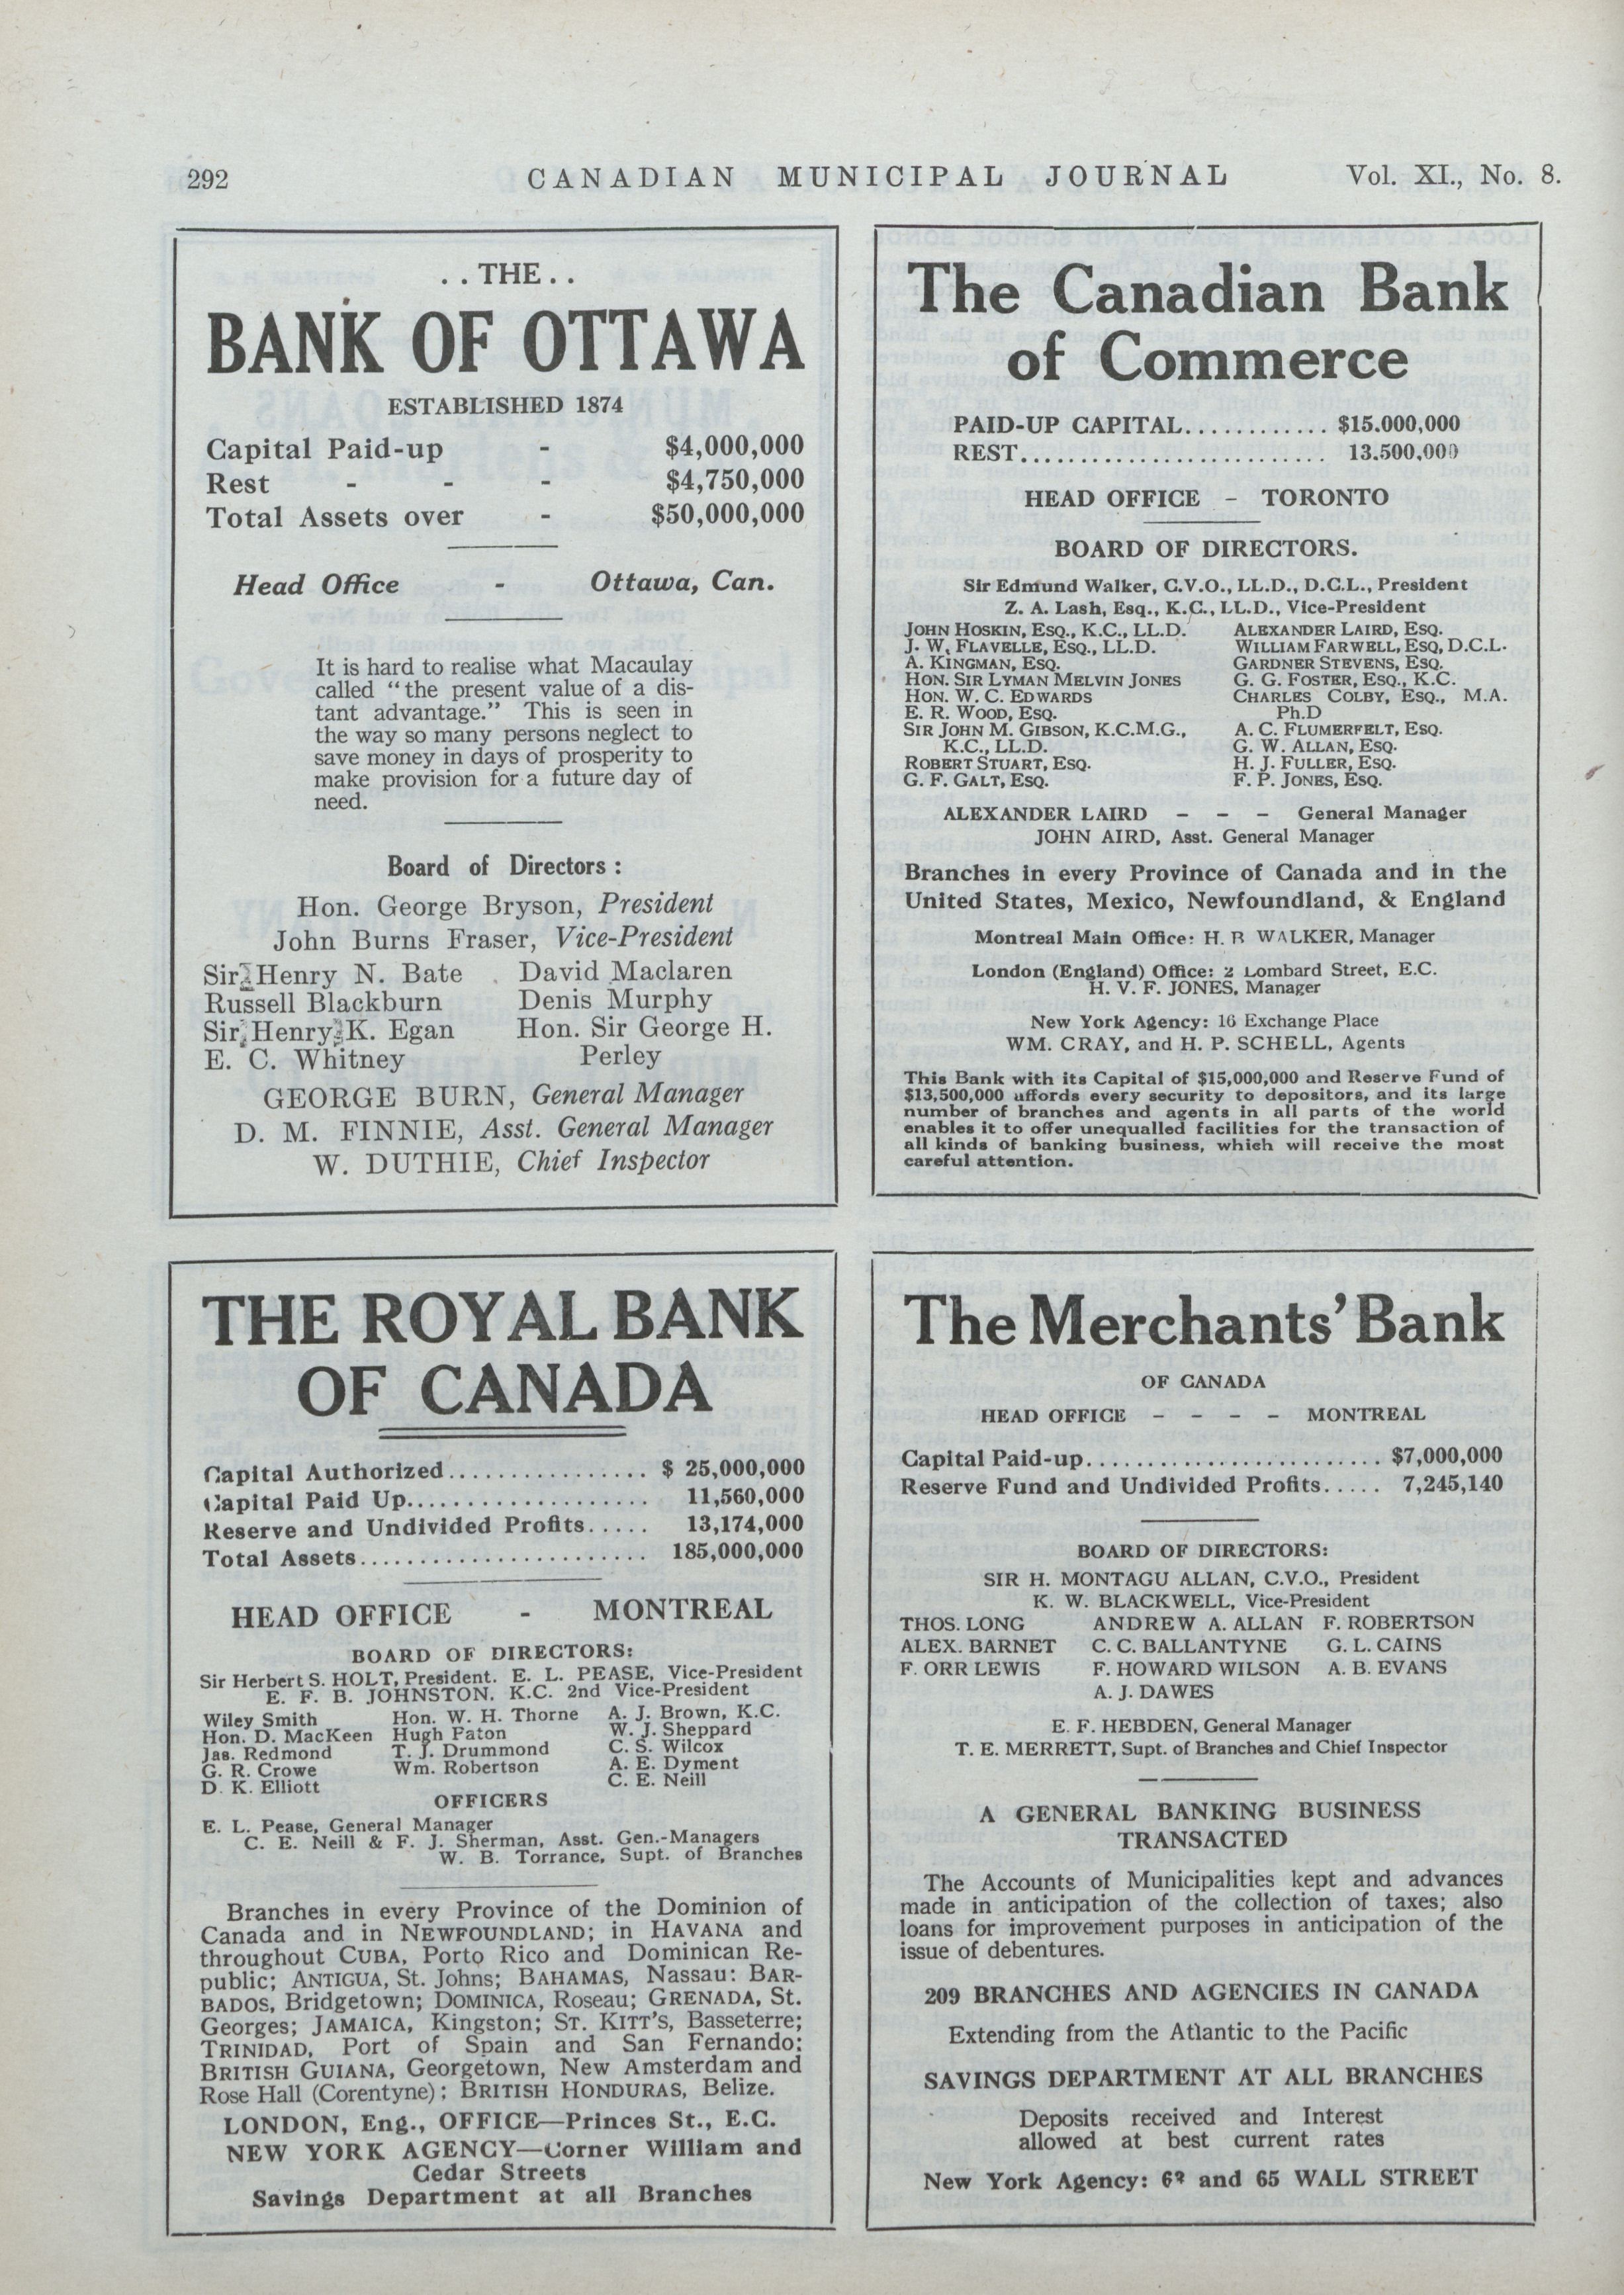 292 CANADIAN MUNICIPAL JOURNAL Vol. XI., No. 8.
. . THE . .
BANK OF OTTAWA
ESTABLISHED 1874
Capital Paid-up - $4,000,000
Rest - - - $4,750,000
Total Assets over - $50,000,000
Head Office - Ottawa, Can.
It is hard to realise what Macaulay
called "the present value of a dis-
tant advantage." This is seen in
the way so many persons neglect to
save money in days of prosperity to
make provision for a future day of
need.
Board of Directors :
Hon. George Bryson, President
John Burns Fraser, Vice-President
Sir Henry N. Bate David Maclaren
Russell Blackburn Denis Murphy
Sir Henry K. Egan Hon. Sir George H.
E. C. Whitney Perley
GEORGE BURN, General Manager
D. M. FINNIE, Asst. General Manager
W. DUTHIE, Chief Inspector
The Canadian Bank
of Commerce
PAID-UP CAPITAL............ $15.000,000
REST.......................... 13.500,000
HEAD OFFICE - TORONTO
BOARD OF DIRECTORS.
Sir Edmund Walker, C.V.O., LL.D., D.C.L., President
Z. A. Lash, Esq., K.C., LL.D., Vice-President
JOHN HOSKIN, ESQ., K.C., LL.D. ALEXANDER LAIRD, ESQ.
J. W. FLAVELLE, ESQ., LL.D. WILLIAM FARWELL, ESQ, D.C.L.
A. KINGMAN, ESQ. GARDNER STEVENS, ESQ.
HON. SIR LYMAN MELVIN JONES G. G. FOSTER, ESQ., K.C.
HON. W. C. EDWARDS CHARLES COLBY, ESQ., M.A.
E. R. WOOD, ESQ. Ph.D
SIR JOHN M. GIBSON, K.C.M.G., A. C. FLUMERFELT, ESQ.
K.C., LL.D. G. W. ALLAN, ESQ.
ROBERT STUART, ESQ. H. J. FULLER, ESQ.
G. F. GALT, ESQ. F. P. JONES, ESQ.
ALEXANDER LAIRD - - - General Manager
JOHN AIRD, Asst. General Manager
Branches in every Province of Canada and in the
United States, Mexico, Newfoundland, & England
Montreal Main Office: H. B WALKER, Manager
London (England) Office: 2 Lombard Street, E.C.
H. V. F. JONES, Manager
New York Agency: 16 Exchange Place
WM. CRAY, and H. P. SCHELL, Agents
This Bank with its Capital of $15,000,000 and Reserve Fund of
$13,500,000 affords every security to depositors, and its large
number of branches and agents in all parts of the world
enables it to offer unequalled facilities for the transaction of
all kinds of banking business, which will receive the most
careful attention.
THE ROYAL BANK
OF CANADA
Capital Authorized................ $ 25,000,000
Capital Paid Up................... 11,560,000
Reserve and Undivided Profits..... 13,174,000
Total Assets........................ 185,000,000
HEAD OFFICE - MONTREAL
BOARD OF DIRECTORS:
Sir Herbert S. HOLT, President. E. L. PEASE, Vice-President
E. F. B. JOHNSTON, K.C. 2nd Vice-President
Wiley Smith Hon. W. H. Thorne A. J. Brown, K.C.
Hon. D. MacKeen Hugh Paton W. J. Sheppard
Jas. Redmond T. J. Drummond C. S. Wilcox
G. R. Crowe Wm. Robertson A. E. Dyment
D. K. Elliott C. E. Neill
OFFICERS
E. L. Pease, General Manager
C. E. Neill & F. J. Sherman, Asst. Gen.-Managers
W. B. Torrance, Supt. of Branches
Branches in every Province of the Dominion of
Canada and in NEWFOUNDLAND; in HAVANA and
throughout CUBA, Porto Rico and Dominican Re-
public; ANTIGUA, St. Johns; BAHAMAS, Nassau: BAR-
BADOS, Bridgetown; DOMINICA, Roseau; GRENADA, St.
Georges; JAMAICA, Kingston; ST. KITT'S, Basseterre;
TRINIDAD, Port of Spain and San Fernando;
BRITISH GUIANA, Georgetown, New Amsterdam and
Rose Hall (Corentyne); BRITISH HONDURAS, Belize.
LONDON, Eng., OFFICE—Princes St., E.C.
NEW YORK AGENCY—Corner William and
Cedar Streets
Savings Department at all Branches
The Merchants' Bank
OF CANADA
HEAD OFFICE - - - - MONTREAL
Capital Paid-up......................... $7,000,000
Reserve Fund and Undivided Profits..... 7,245,140
BOARD OF DIRECTORS:
SIR H. MONTAGU ALLAN, C.V.O., President
K. W. BLACKWELL, Vice-President
THOS. LONG ANDREW A. ALLAN F. ROBERTSON
ALEX. BARNET C. C. BALLANTYNE G. L. CAINS
F. ORR LEWIS F. HOWARD WILSON A. B. EVANS
A. J. DAWES
E. F. HEBDEN, General Manager
T. E. MERRETT, Supt. of Branches and Chief Inspector
A GENERAL BANKING BUSINESS
TRANSACTED
The Accounts of Municipalities kept and advances
made in anticipation of the collection of taxes; also
loans for improvement purposes in anticipation of the
issue of debentures.
209 BRANCHES AND AGENCIES IN CANADA
Extending from the Atlantic to the Pacific
SAVINGS DEPARTMENT AT ALL BRANCHES
Deposits received and Interest
allowed at best current rates
New York Agency: and 65 WALL STREET